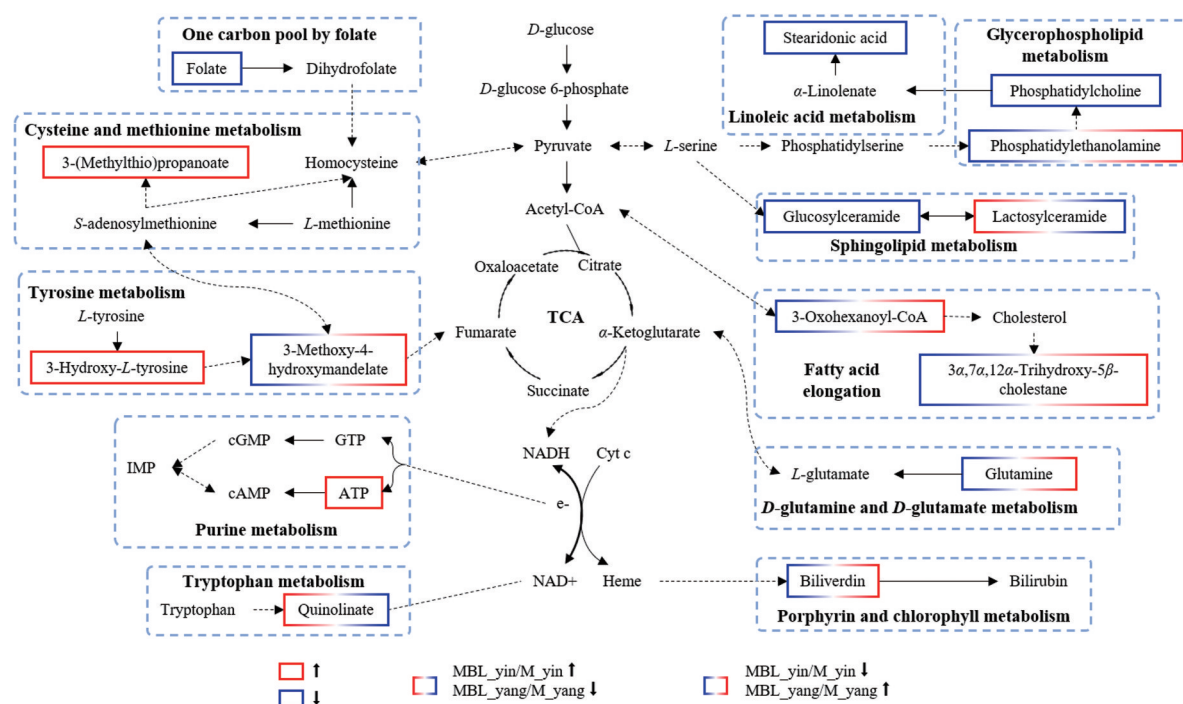 One carbon pool by folate
Folate
Dihydrofolate
Cysteine and methionine metabolism
3-(Methylthio)propanoate
Homocysteine
S-adenosylmethionine
L-methionine
Tyrosine metabolism
L-tyrosine
3-Hydroxy-L-tyrosine
3-Methoxy-4-
hydroxymandelate
cGMP
GTP
IMP
cAMP
ATP
Purine metabolism
Tryptophan metabolism
Tryptophan
Quinolinate
D-glucose
D-glucose 6-phosphate
Pyruvate
L-serine
Phosphatidylserine
Acetyl-CoA
Oxaloacetate
Citrate
TCA
Fumarate
α-Ketoglutarate
Succinate
NADH
Cyt c
e-
NAD+
Heme
Stearidonic acid
α-Linolenate
Linoleic acid metabolism
Glycerophospholipid
metabolism
Phosphatidylcholine
Phosphatidylethanolamine
Glucosylceramide
Lactosylceramide
Sphingolipid metabolism
3-Oxohexanoyl-CoA
Cholesterol
Fatty acid
elongation
3α,7α,12α-Trihydroxy-5β-
cholestane
L-glutamate
Glutamine
D-glutamine and D-glutamate metabolism
Biliverdin
Bilirubin
Porphyrin and chlorophyll metabolism
↑
↓
MBL_yin/M_yin ↑
MBL_yang/M_yang ↓
MBL_yin/M_yin ↓
MBL_yang/M_yang ↑